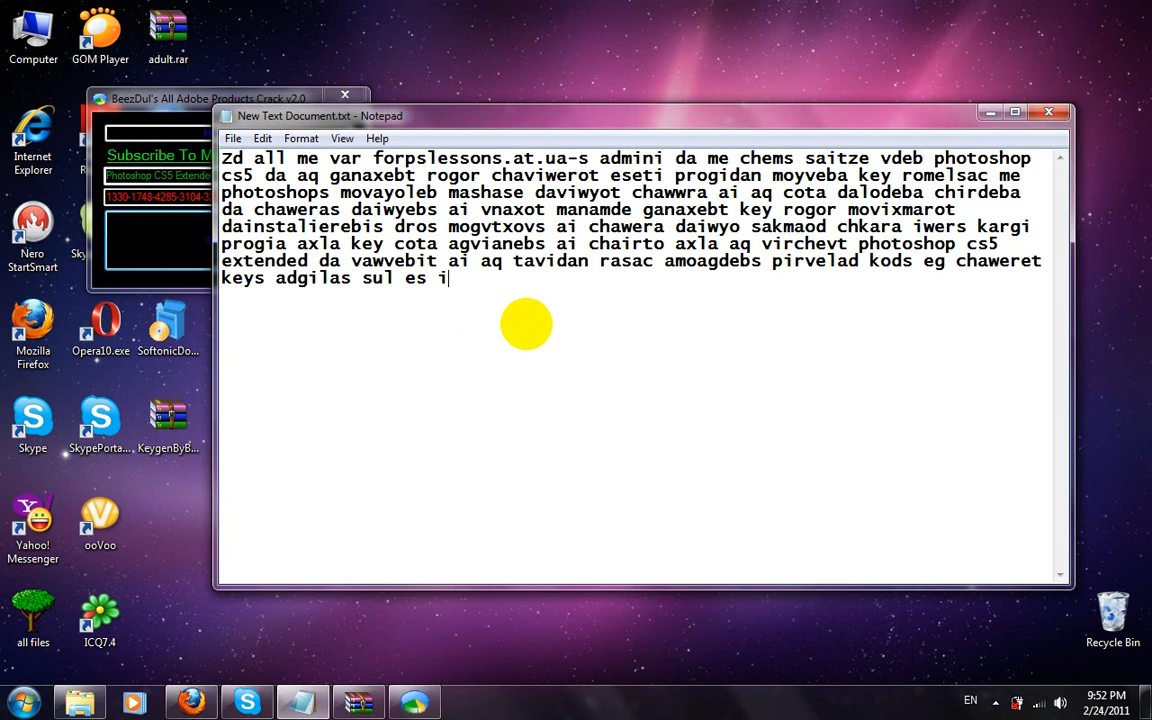 Computer
GOM Player
adult.rar
BeezDul's All Adobe Products Crack v2.0
Subscribe To M
Photoshop CS5 Extende
1330-1748-4285-3104-3
New Text Document.txt - Notepad
File Edit Format View Help
Zd all me var forpslessons.at.ua-s admini da me chems saitze vdeb photoshop
cs5 da aq ganaxebt rogor chaviwerot eseti progidan moyveba key romelsac me
photoshops movayoleb mashase daviwyot chawwra ai aq cota dalodeba chirdeba
da chaweras daiwyebs ai vnaxot manamde ganaxebt key rogor movixmarot
dainstalierebis dros mogvtxovs ai chawera daiwyo sakmaod chkara iwers kargi
progia axla key cota agvianebs ai chairto axla aq virchevt photoshop cs5
extended da vawvebit ai aq tavidan rasac amoagdebs pirvelad kods eg chaweret
keys adgilas sul es i
Internet
Explorer
Nero
StartSmart
Mozilla
Firefox
Opera10.exe
SoftonicDo...
Skype
SkypePorta...
KeygenByB...
Yahoo!
Messenger
ooVoo
all files
ICQ7.4
Recycle Bin
EN
9:52 PM
2/24/2011